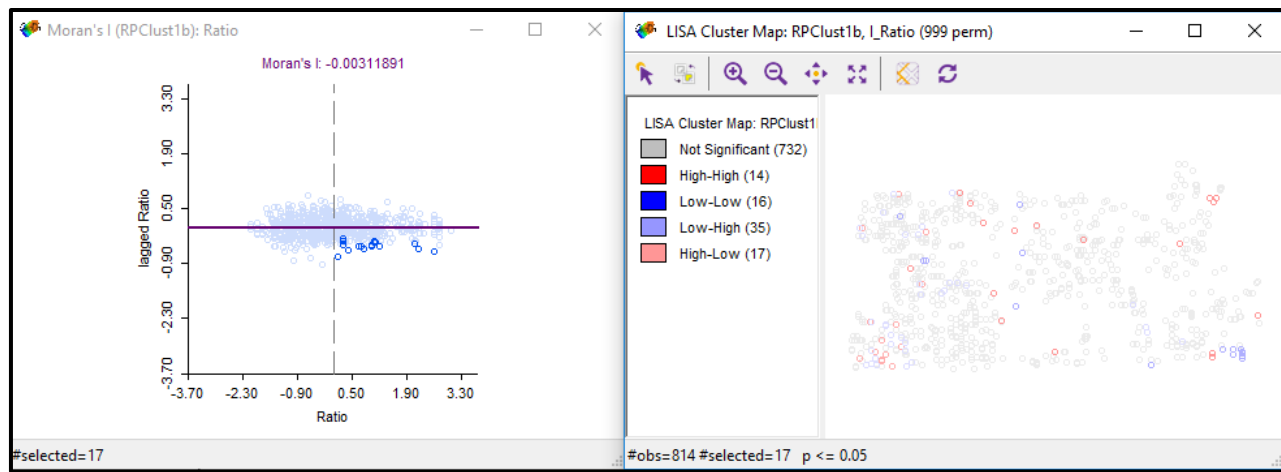 Moran's I (RPClust1b): Ratio
Moran's I: -0.00311891
lagged Ratio
3.30
1.90
0.50
-0.90
-2.30
-3.70
-3.70 -2.30 -0.90 0.50 1.90 3.30
Ratio
#selected=17
LISA Cluster Map: RPClust1b, I_Ratio (999 perm)
LISA Cluster Map: RPClust1
Not Significant (732)
High-High (14)
Low-Low (16)
Low-High (35)
High-Low (17)
#obs=814 #selected=17 p <= 0.05